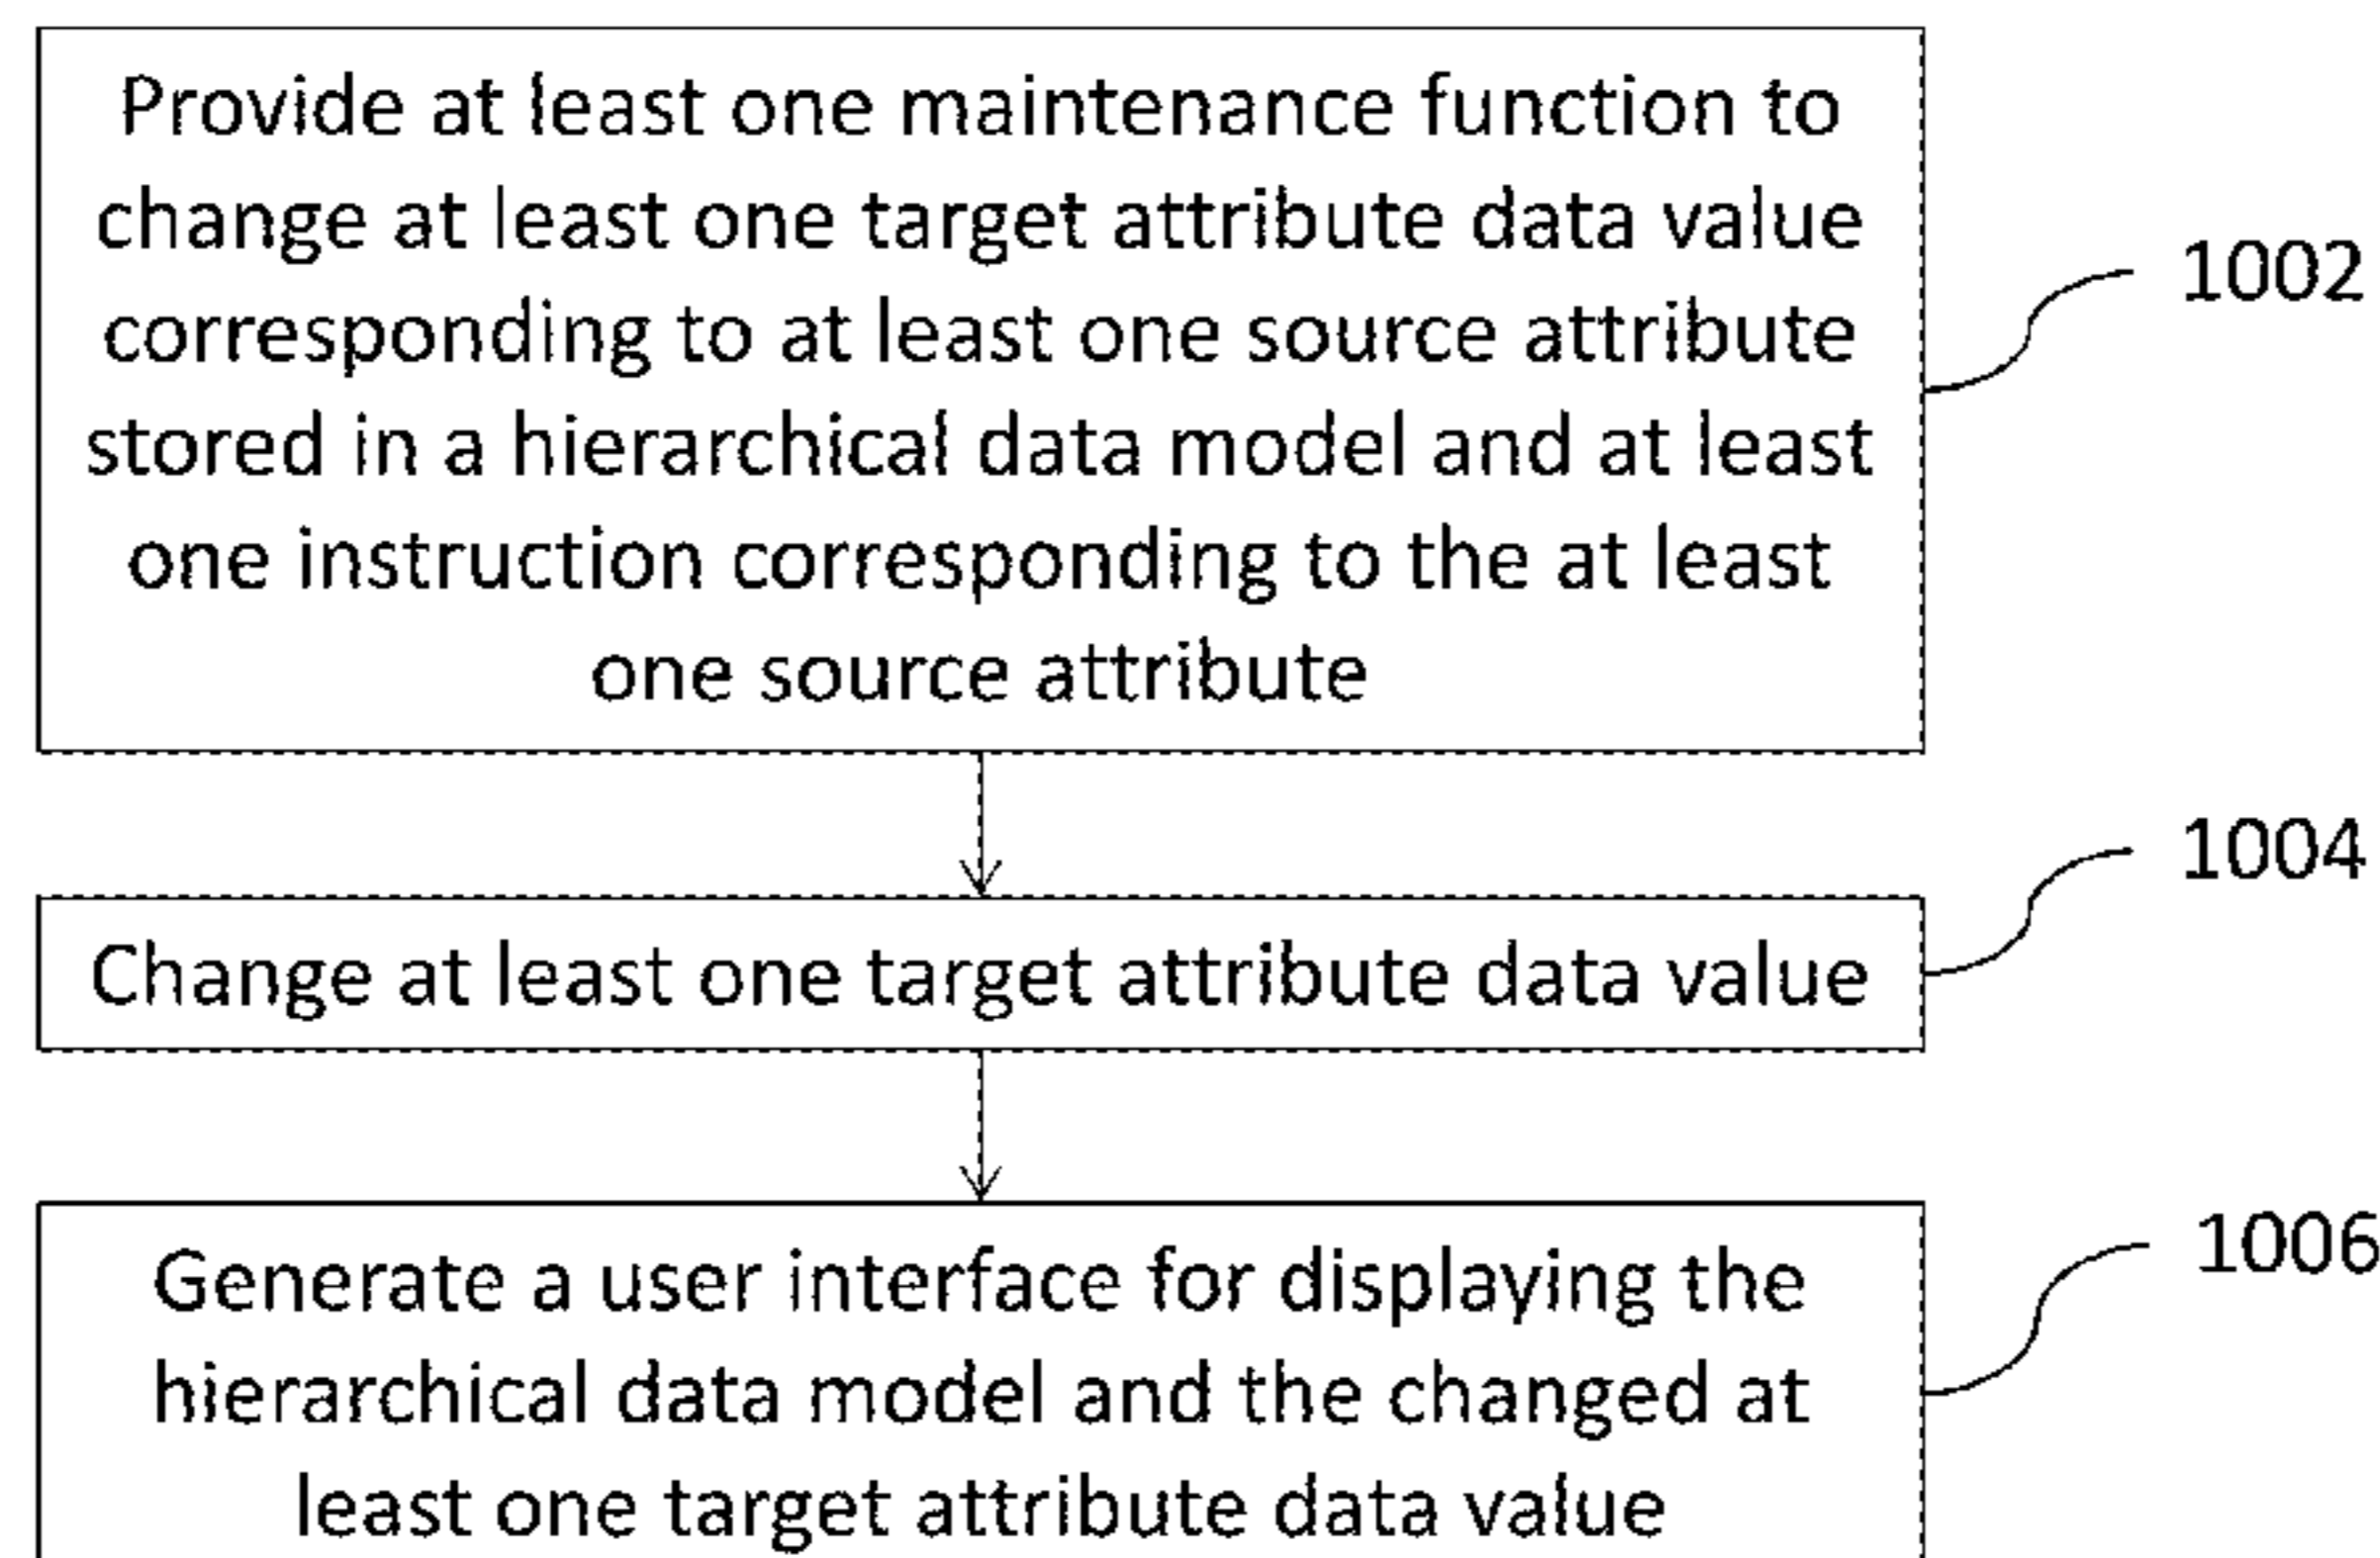 Provide at least one maintenance function to
change at least one target attribute data value
corresponding to at least one source attribute
stored in a hierarchical data model and at least
one instruction corresponding to the at least
one source attribute
1002
Change at least one target attribute data value
1004
Generate a user interface for displaying the
hierarchical data model and the changed at
least one target attribute data value
1006